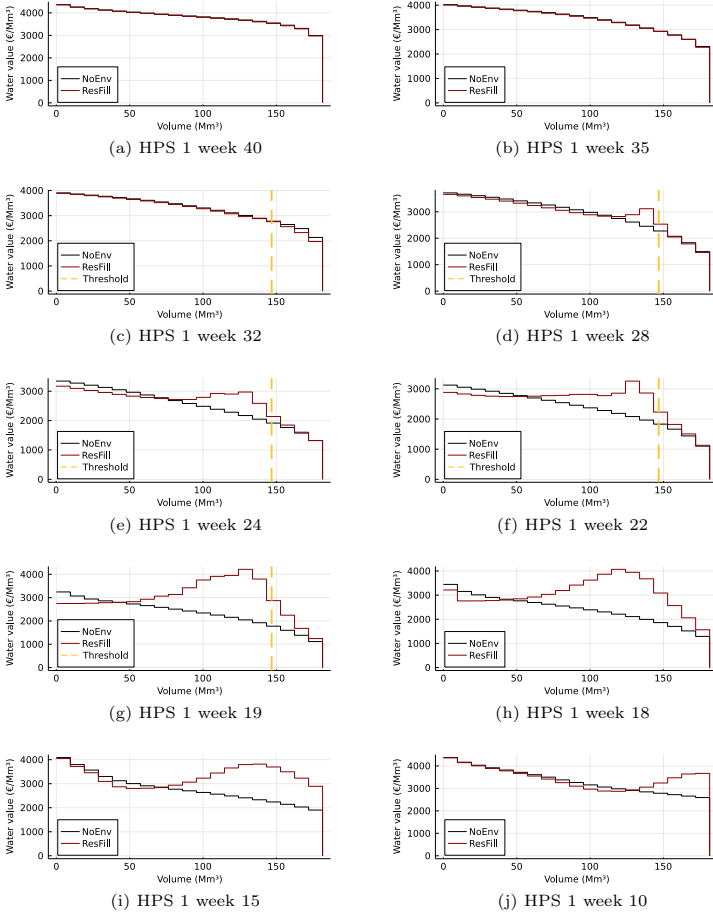 Water value (€/Mm³)
4000
3000
2000
1000
0
NoEnv
ResFill
0 50 100 150
Volume (Mm³)
(a) HPS 1 week 40
Water value (€/Mm³)
4000
3000
2000
1000
0
NoEnv
ResFill
0 50 100 150
Volume (Mm³)
(b) HPS 1 week 35
Water value (€/Mm³)
4000
3000
2000
1000
0
NoEnv
ResFill
Threshold
0 50 100 150
Volume (Mm³)
(c) HPS 1 week 32
Water value (€/Mm³)
3000
2000
1000
0
NoEnv
ResFill
Threshold
0 50 100 150
Volume (Mm³)
(d) HPS 1 week 28
Water value (€/Mm³)
3000
2000
1000
0
NoEnv
ResFill
Threshold
0 50 100 150
Volume (Mm³)
(e) HPS 1 week 24
Water value (€/Mm³)
3000
2000
1000
0
NoEnv
ResFill
Threshold
0 50 100 150
Volume (Mm³)
(f) HPS 1 week 22
Water value (€/Mm³)
4000
3000
2000
1000
0
NoEnv
ResFill
Threshold
0 50 100 150
Volume (Mm³)
(g) HPS 1 week 19
Water value (€/Mm³)
4000
3000
2000
1000
0
NoEnv
ResFill
0 50 100 150
Volume (Mm³)
(h) HPS 1 week 18
Water value (€/Mm³)
4000
3000
2000
1000
0
NoEnv
ResFill
0 50 100 150
Volume (Mm³)
(i) HPS 1 week 15
Water value (€/Mm³)
4000
3000
2000
1000
0
NoEnv
ResFill
0 50 100 150
Volume (Mm³)
(j) HPS 1 week 10